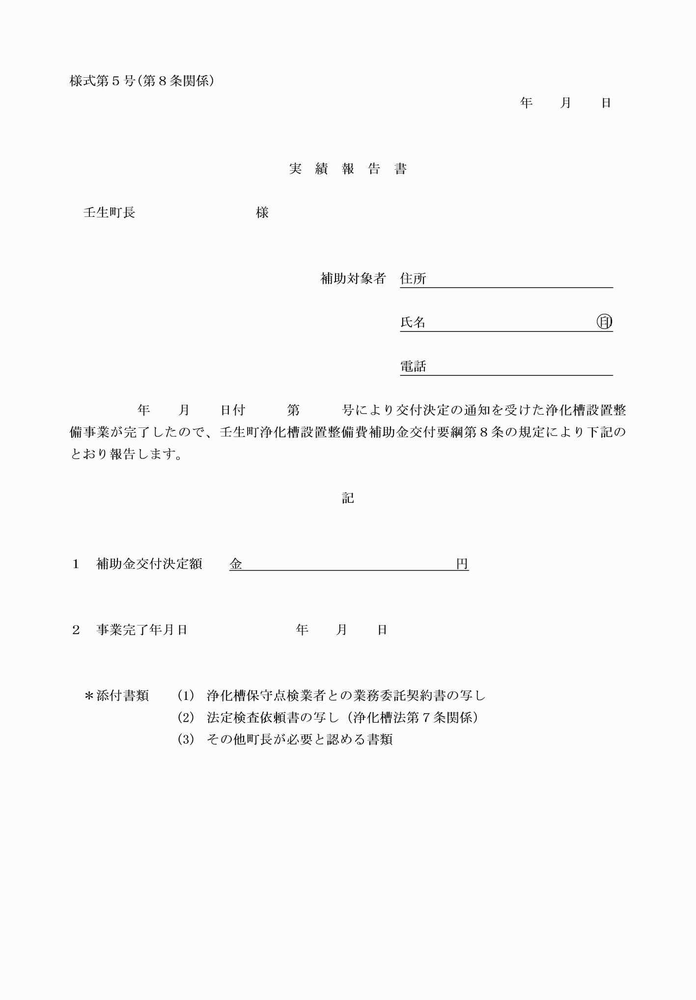 様式第５号（第８条関係）
年　　月　　日
実　績　報　告　書
壬生町長　　　　　　　　　様
補助対象者　住所
氏名　　　　　　　　　　　　　㊞
電話
年　　月　　日付　　　第　　　号により交付決定の通知を受けた浄化槽設置整
備事業が完了したので、壬生町浄化槽設置整備費補助金交付要綱第８条の規定により下記の
とおり報告します。
記
１　補助金交付決定額　　金　　　　　　　　　　　　　　　　円
２　事業完了年月日　　　　　　　　年　　月　　日
＊添付書類　　(1)　浄化槽保守点検業者との業務委託契約書の写し
(2)　法定検査依頼書の写し（浄化槽法第７条関係）
(3)　その他町長が必要と認める書類